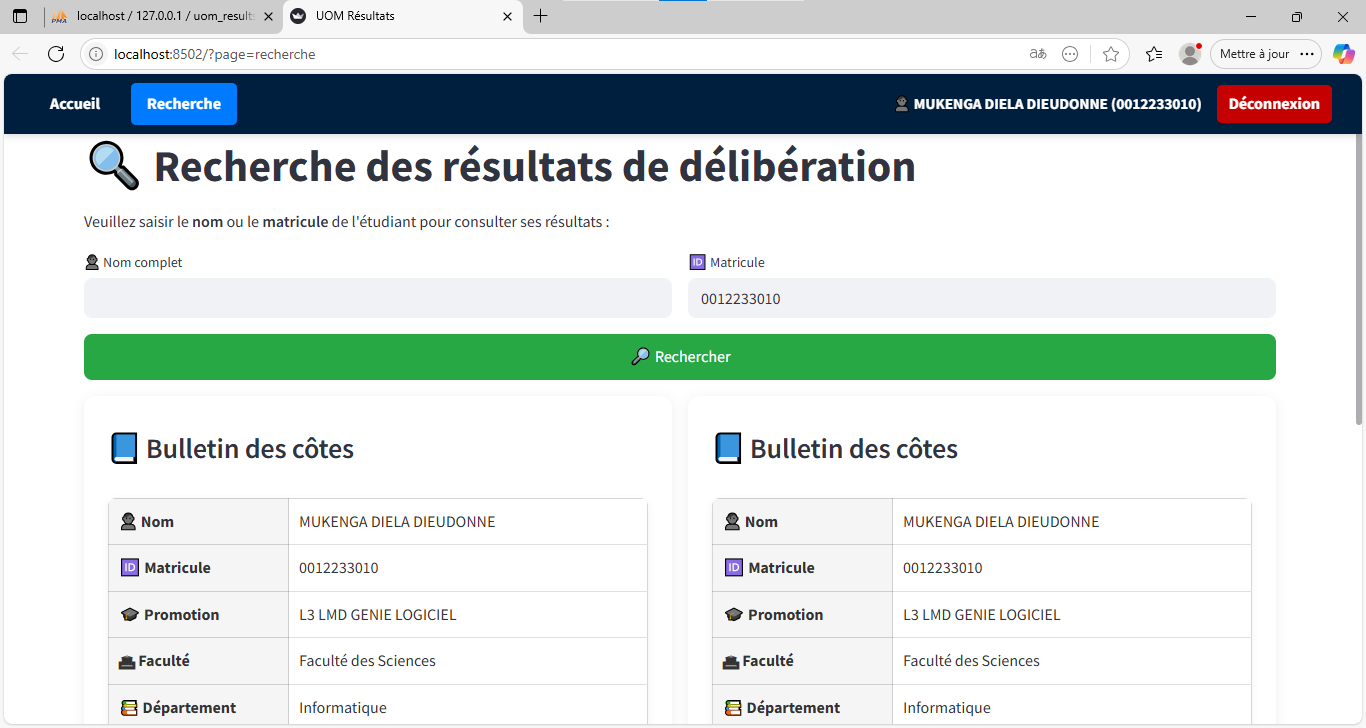 localhost / 127.0.0.1 / uom_result
UOM Résultats
localhost:8502/?page=recherche
Mettre à jour
Accueil
Recherche
MUKENGA DIELA DIEUDONNE (0012233010)
Déconnexion
Recherche des résultats de délibération
Veuillez saisir le nom ou le matricule de l'étudiant pour consulter ses résultats :
Nom complet
ID Matricule
0012233010
Rechercher
Bulletin des côtes
Nom MUKENGA DIELA DIEUDONNE
ID Matricule 0012233010
Promotion L3 LMD GENIE LOGICIEL
Faculté Faculté des Sciences
Département Informatique
Bulletin des côtes
Nom MUKENGA DIELA DIEUDONNE
ID Matricule 0012233010
Promotion L3 LMD GENIE LOGICIEL
Faculté Faculté des Sciences
Département Informatique